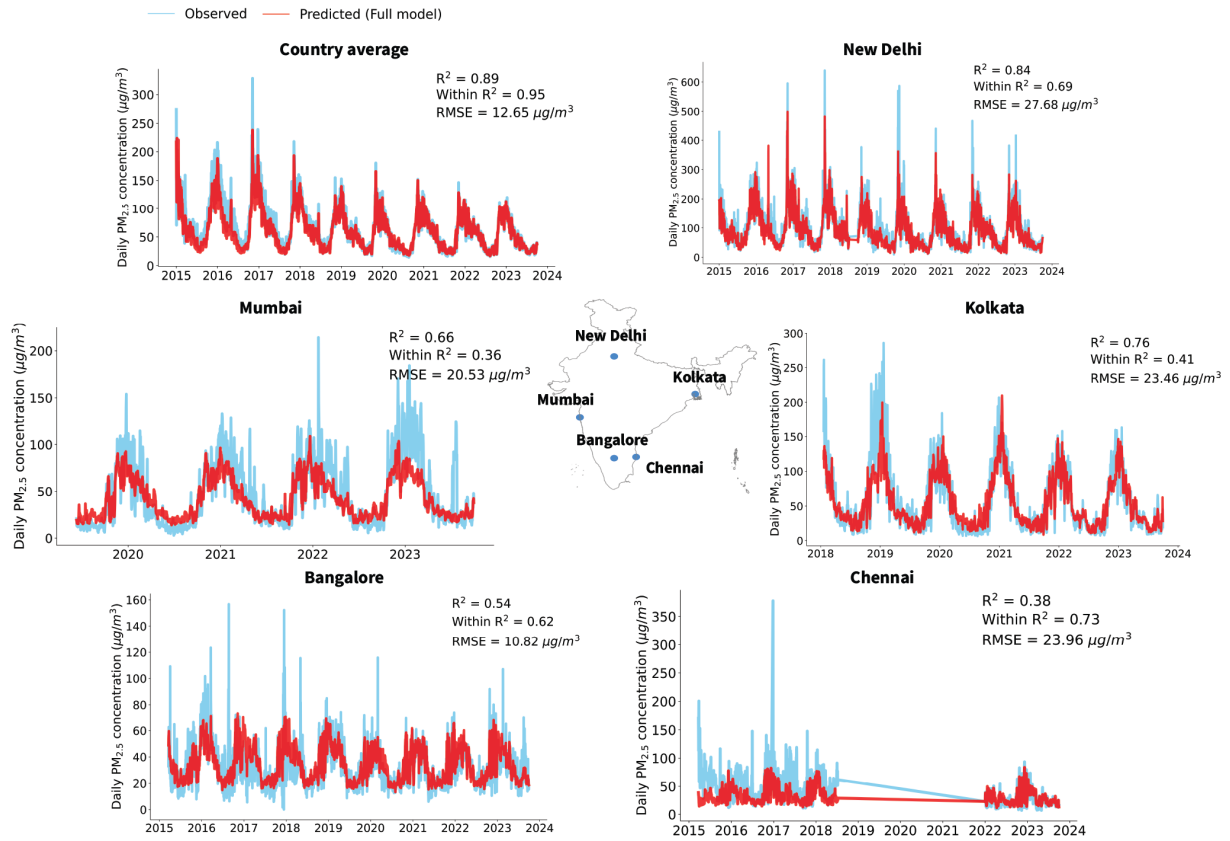 Observed Predicted (Full model)
Country average
Daily PM2.5 concentration (μg/m³)
R² = 0.89
Within R² = 0.95
RMSE = 12.65 μg/m³
300
250
200
150
100
50
0
2015 2016 2017 2018 2019 2020 2021 2022 2023 2024
New Delhi
Daily PM2.5 concentration (μg/m³)
R² = 0.84
Within R² = 0.69
RMSE = 27.68 μg/m³
600
500
400
300
200
100
0
2015 2016 2017 2018 2019 2020 2021 2022 2023 2024
Mumbai
Daily PM2.5 concentration (μg/m³)
R² = 0.66
Within R² = 0.36
RMSE = 20.53 μg/m³
200
150
100
50
0
2020 2021 2022 2023
New Delhi
Kolkata
Mumbai
Bangalore
Chennai
Kolkata
Daily PM2.5 concentration (μg/m³)
R² = 0.76
Within R² = 0.41
RMSE = 23.46 μg/m³
300
250
200
150
100
50
0
2018 2019 2020 2021 2022 2023 2024
Bangalore
Daily PM2.5 concentration (μg/m³)
R² = 0.54
Within R² = 0.62
RMSE = 10.82 μg/m³
160
140
120
100
80
60
40
20
0
2015 2016 2017 2018 2019 2020 2021 2022 2023 2024
Chennai
Daily PM2.5 concentration (μg/m³)
R² = 0.38
Within R² = 0.73
RMSE = 23.96 μg/m³
350
300
250
200
150
100
50
0
2015 2016 2017 2018 2019 2020 2021 2022 2023 2024